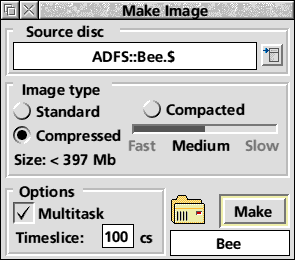 Make Image
Source disc
ADFS::Bee.$
Image type
Standard
Compacted
Compressed
Fast Medium Slow
Size: < 397 Mb
Options
Multitask
Timeslice: 100 cs
Make
Bee